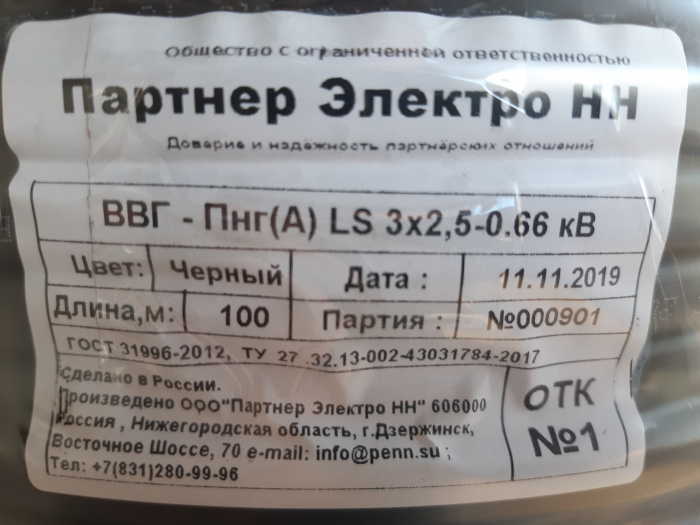 Общество с ограниченной ответственностью
Партнер Электро НН
Доверие и надёжность партнёрских отношений
ВВГ - Пнг(А) LS 3х2,5-0.66 кВ
Цвет: Черный Дата : 11.11.2019
Длина,м: 100 Партия : №000901
ГОСТ 31996-2012, ТУ 27 .32.13-002-43031784-2017
Сделано в России.
Произведено ООО"Партнер Электро НН" 606000
Россия , Нижегородская область, г.Дзержинск,
Восточное Шоссе, 70 e-mail: info@penn.su ;
Тел: +7(831)280-99-96
ОТК
№1